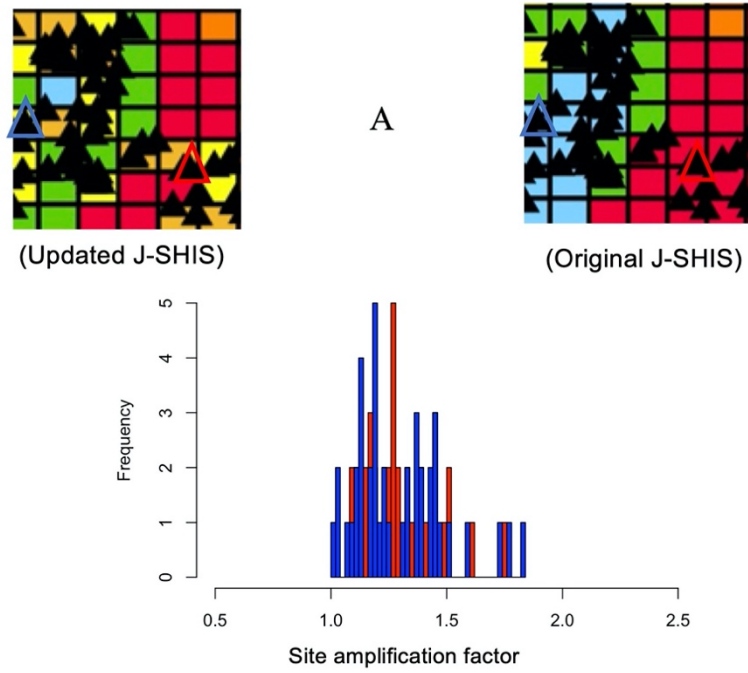 A
(Updated J-SHIS)
(Original J-SHIS)
Frequency
5
4
3
2
1
0
0.5 1.0 1.5 2.0 2.5
Site amplification factor